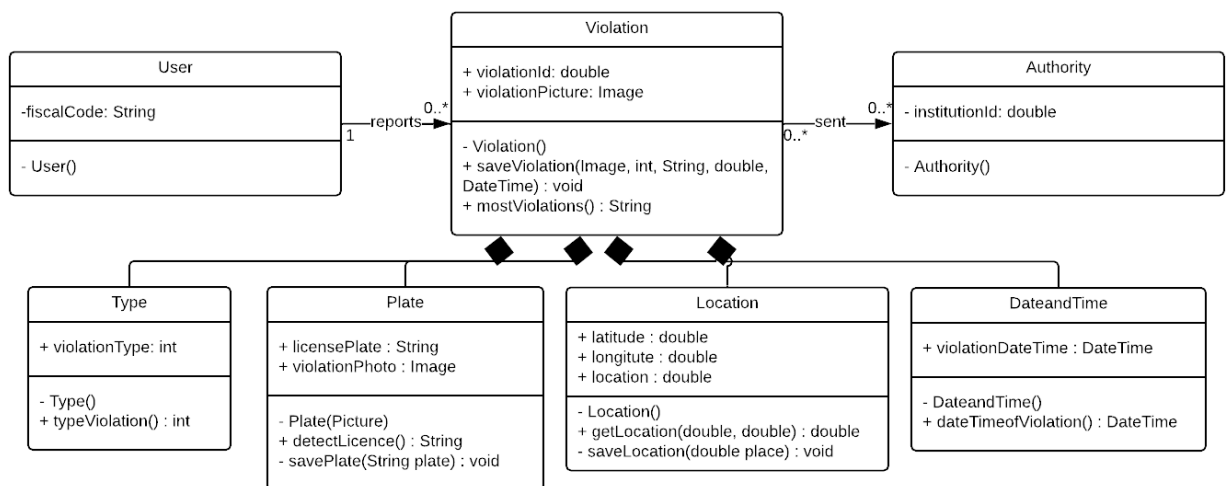 Violation
+ violationId: double
+ violationPicture: Image
- Violation()
+ saveViolation(Image, int, String, double,
DateTime) : void
+ mostViolations() : String
User
-fiscalCode: String
- User()
1
reports
0..*
0..*
sent
0..*
Authority
- institutionId: double
- Authority()
Type
+ violationType: int
- Type()
+ typeViolation() : int
Plate
+ licensePlate : String
+ violationPhoto : Image
- Plate(Picture)
+ detectLicence() : String
- savePlate(String plate) : void
Location
+ latitude : double
+ longitute : double
+ location : double
- Location()
+ getLocation(double, double) : double
- saveLocation(double place) : void
DateandTime
+ violationDateTime : DateTime
- DateandTime()
+ dateTimeofViolation() : DateTime